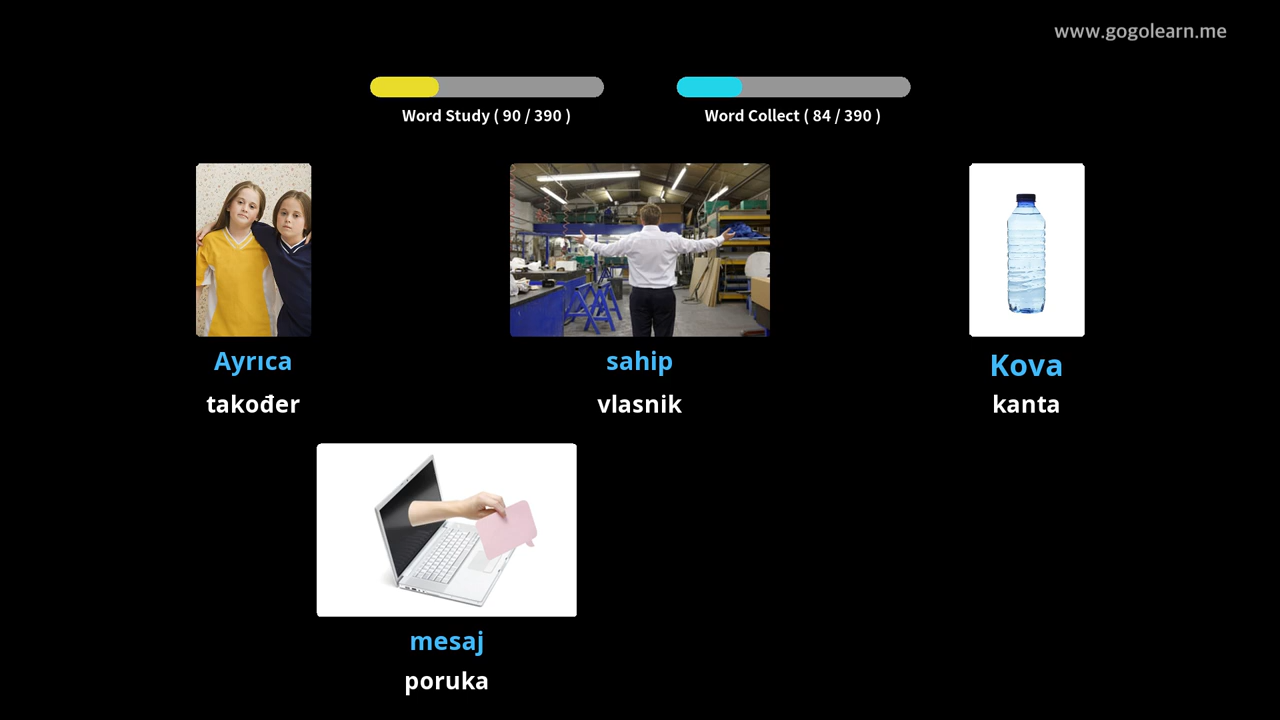 www.gogolearn.me
Word Study ( 90 / 390 )
Word Collect ( 84 / 390 )
Ayrıca
sahip
Kova
također
vlasnik
kanta
mesaj
poruka